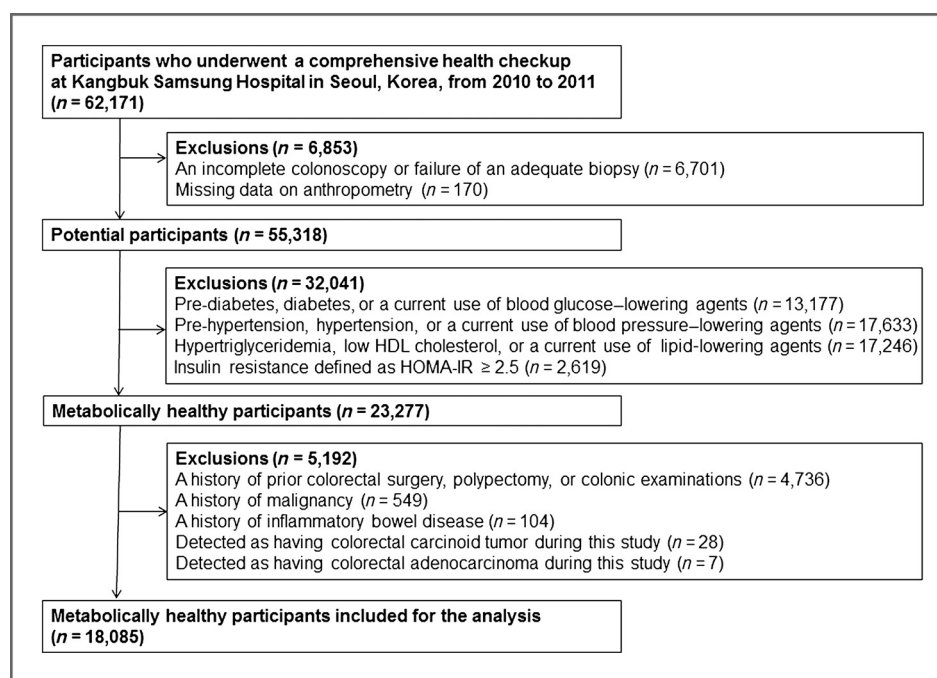 Participants who underwent a comprehensive health checkup
at Kangbuk Samsung Hospital in Seoul, Korea, from 2010 to 2011
(n = 62,171)
Exclusions (n = 6,853)
An incomplete colonoscopy or failure of an adequate biopsy (n = 6,701)
Missing data on anthropometry (n = 170)
Potential participants (n = 55,318)
Exclusions (n = 32,041)
Pre-diabetes, diabetes, or a current use of blood glucose–lowering agents (n = 13,177)
Pre-hypertension, hypertension, or a current use of blood pressure–lowering agents (n = 17,633)
Hypertriglyceridemia, low HDL cholesterol, or a current use of lipid-lowering agents (n = 17,246)
Insulin resistance defined as HOMA-IR ≥ 2.5 (n = 2,619)
Metabolically healthy participants (n = 23,277)
Exclusions (n = 5,192)
A history of prior colorectal surgery, polypectomy, or colonic examinations (n = 4,736)
A history of malignancy (n = 549)
A history of inflammatory bowel disease (n = 104)
Detected as having colorectal carcinoid tumor during this study (n = 28)
Detected as having colorectal adenocarcinoma during this study (n = 7)
Metabolically healthy participants included for the analysis
(n = 18,085)